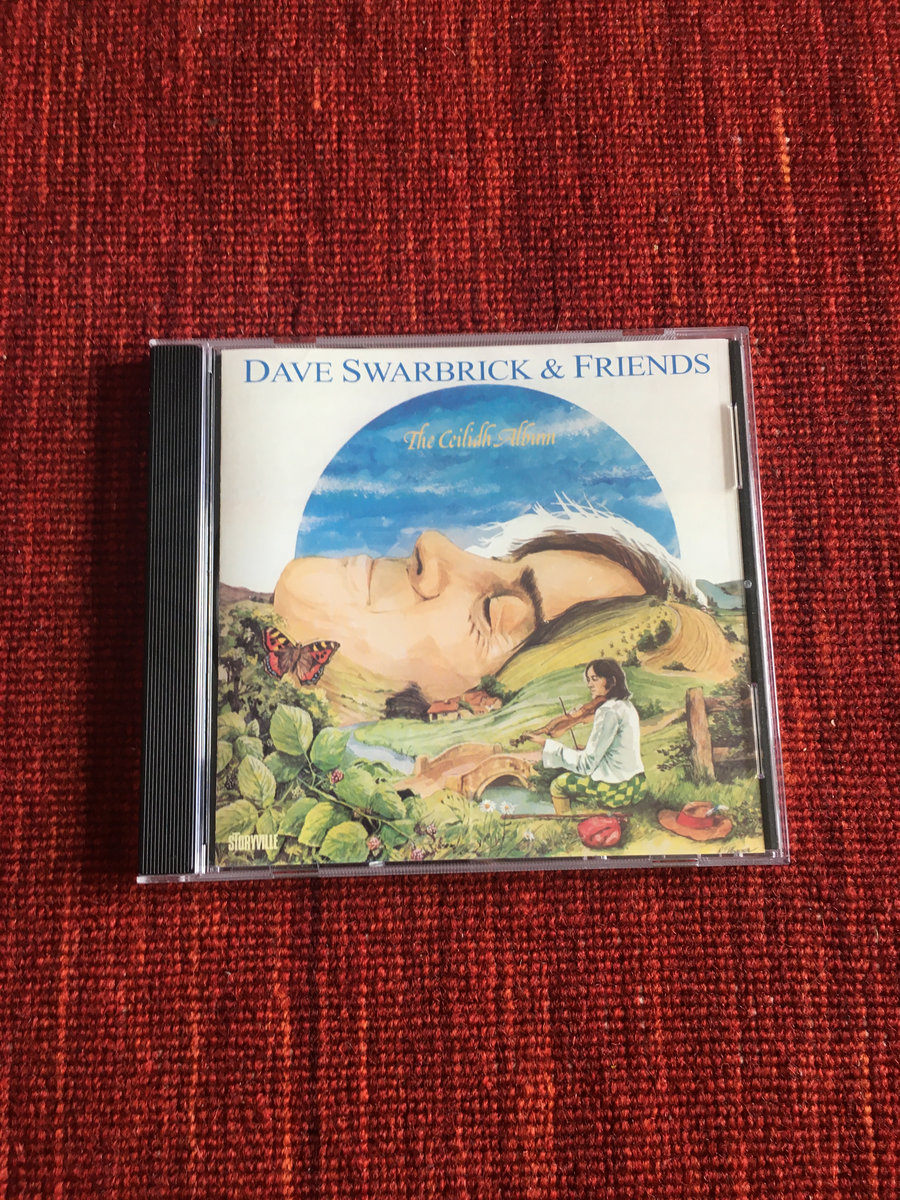 DAVE SWARBRICK & FRIENDS
The Ceilidh Album
STORYVILLE